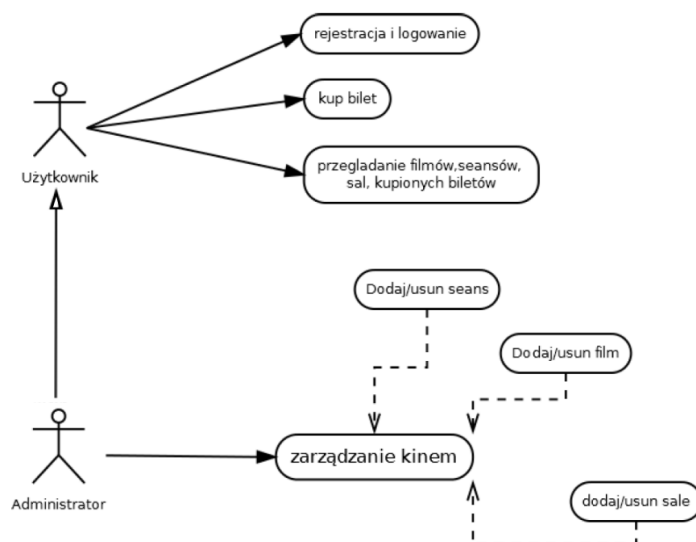 rejestracja i logowanie
kup bilet
Użytkownik
przegladanie filmów,seansów,
sal, kupionych biletów
Dodaj/usun seans
Dodaj/usun film
zarządzanie kinem
Administrator
dodaj/usun sale